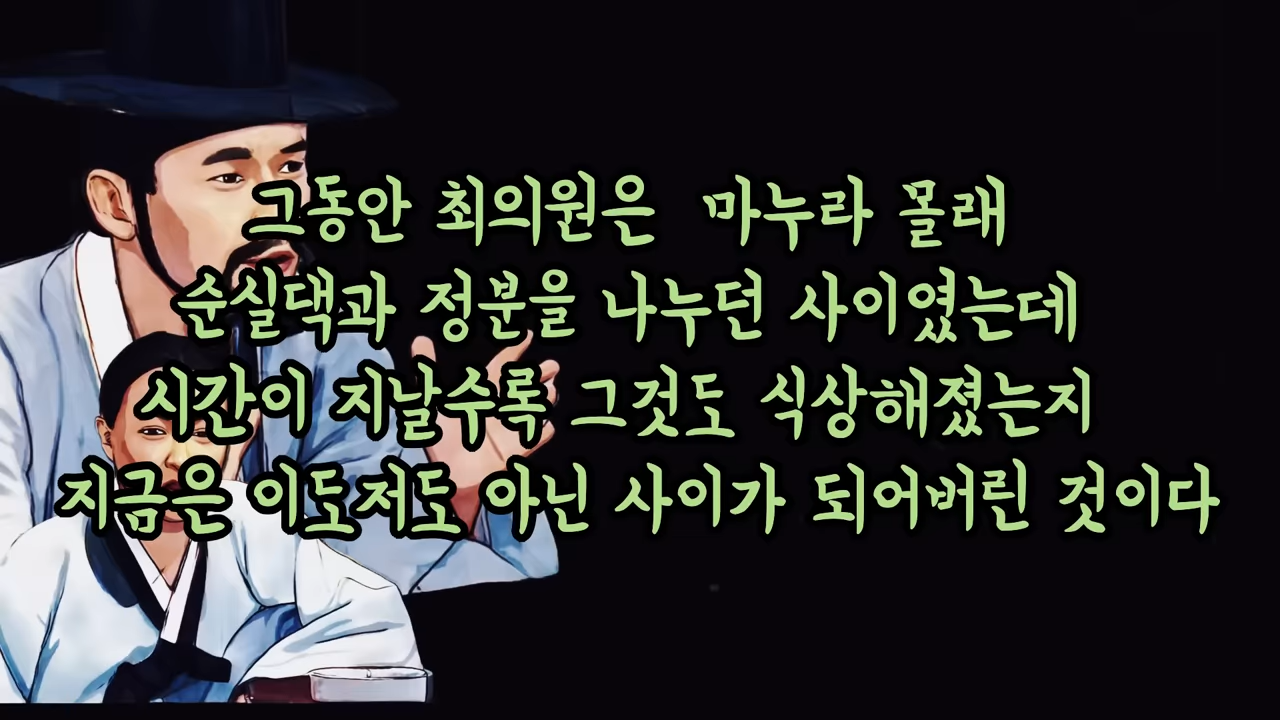 그동안 최의원은 마누라 몰래
순실댁과 정분을 나누던 사이였는데
시간이 지날수록 그것도 식상해졌는지
지금은 이도저도 아닌 사이가 되어버린 것이다